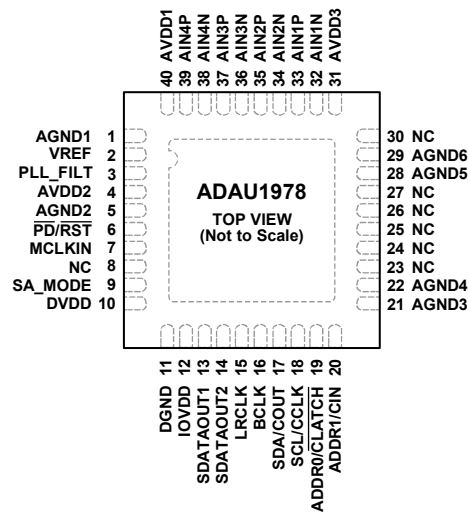 40 AVDD1
39 AIN4P
38 AIN4N
37 AIN3P
36 AIN3N
35 AIN2P
34 AIN2N
33 AIN1P
32 AIN1N
31 AVDD3
AGND1 1
VREF 2
PLL_FILT 3
AVDD2 4
AGND2 5
PD/RST 6
MCLKIN 7
NC 8
SA_MODE 9
DVDD 10
ADAU1978
TOP VIEW
(Not to Scale)
30 NC
29 AGND6
28 AGND5
27 NC
26 NC
25 NC
24 NC
23 NC
22 AGND4
21 AGND3
DGND 11
IOVDD 12
SDATAOUT1 13
SDATAOUT2 14
LRCLK 15
BCLK 16
SDA/COUT 17
SCL/CCLK 18
ADDR0/CLATCH 19
ADDR1/CIN 20